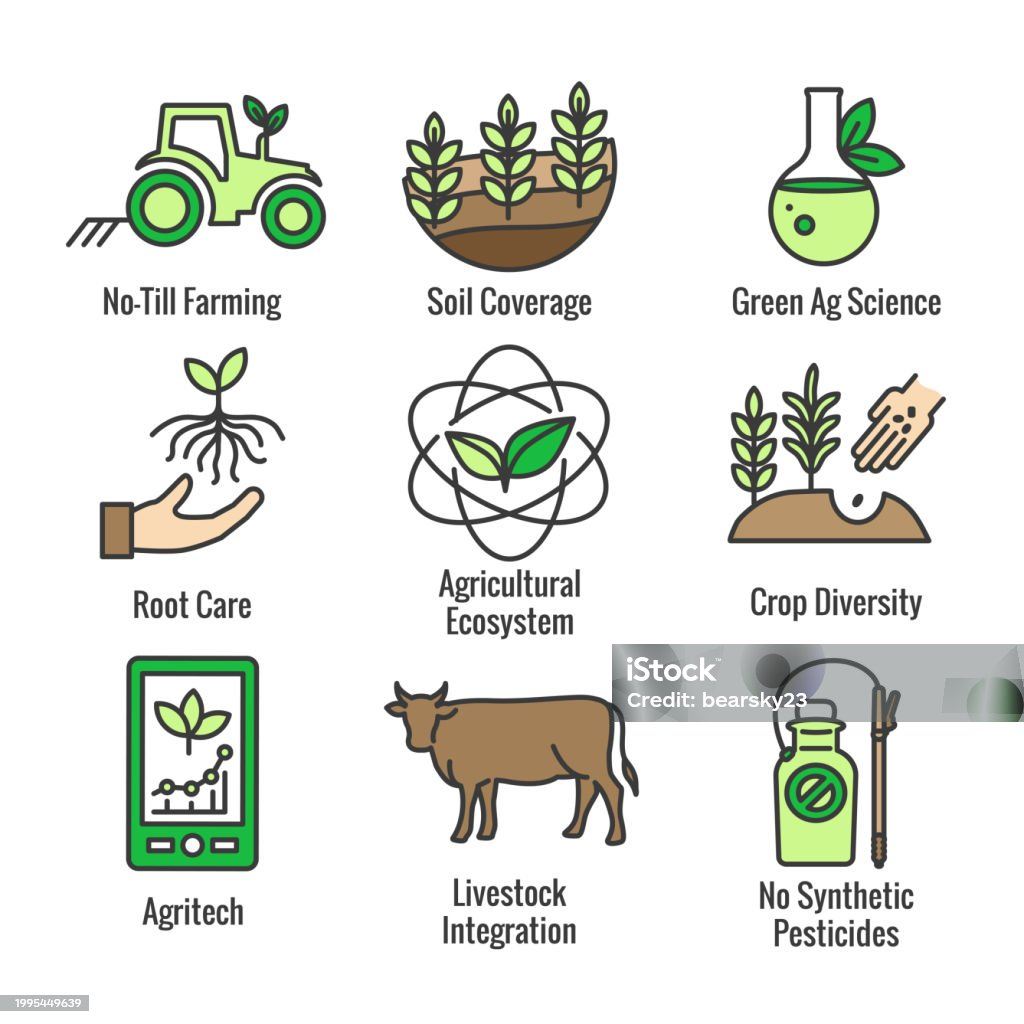 No-Till Farming
Soil Coverage
Green Ag Science
Root Care
Agricultural
Ecosystem
Crop Diversity
iStock™
Credit: bearsky23
Agritech
Livestock
Integration
No Synthetic
Pesticides
1995449639